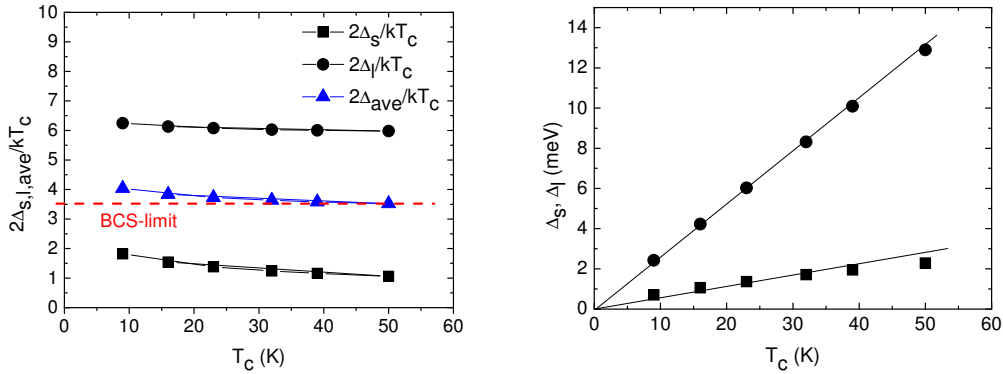 10
9
8
7
6
5
4
3
2
1
0
2Δs,l,ave/kTc
2Δs/kTc
2Δl/kTc
2Δave/kTc
BCS-limit
0 10 20 30 40 50 60
Tc (K)
14
12
10
8
6
4
2
0
Δs, Δl (meV)
0 10 20 30 40 50 60
Tc (K)